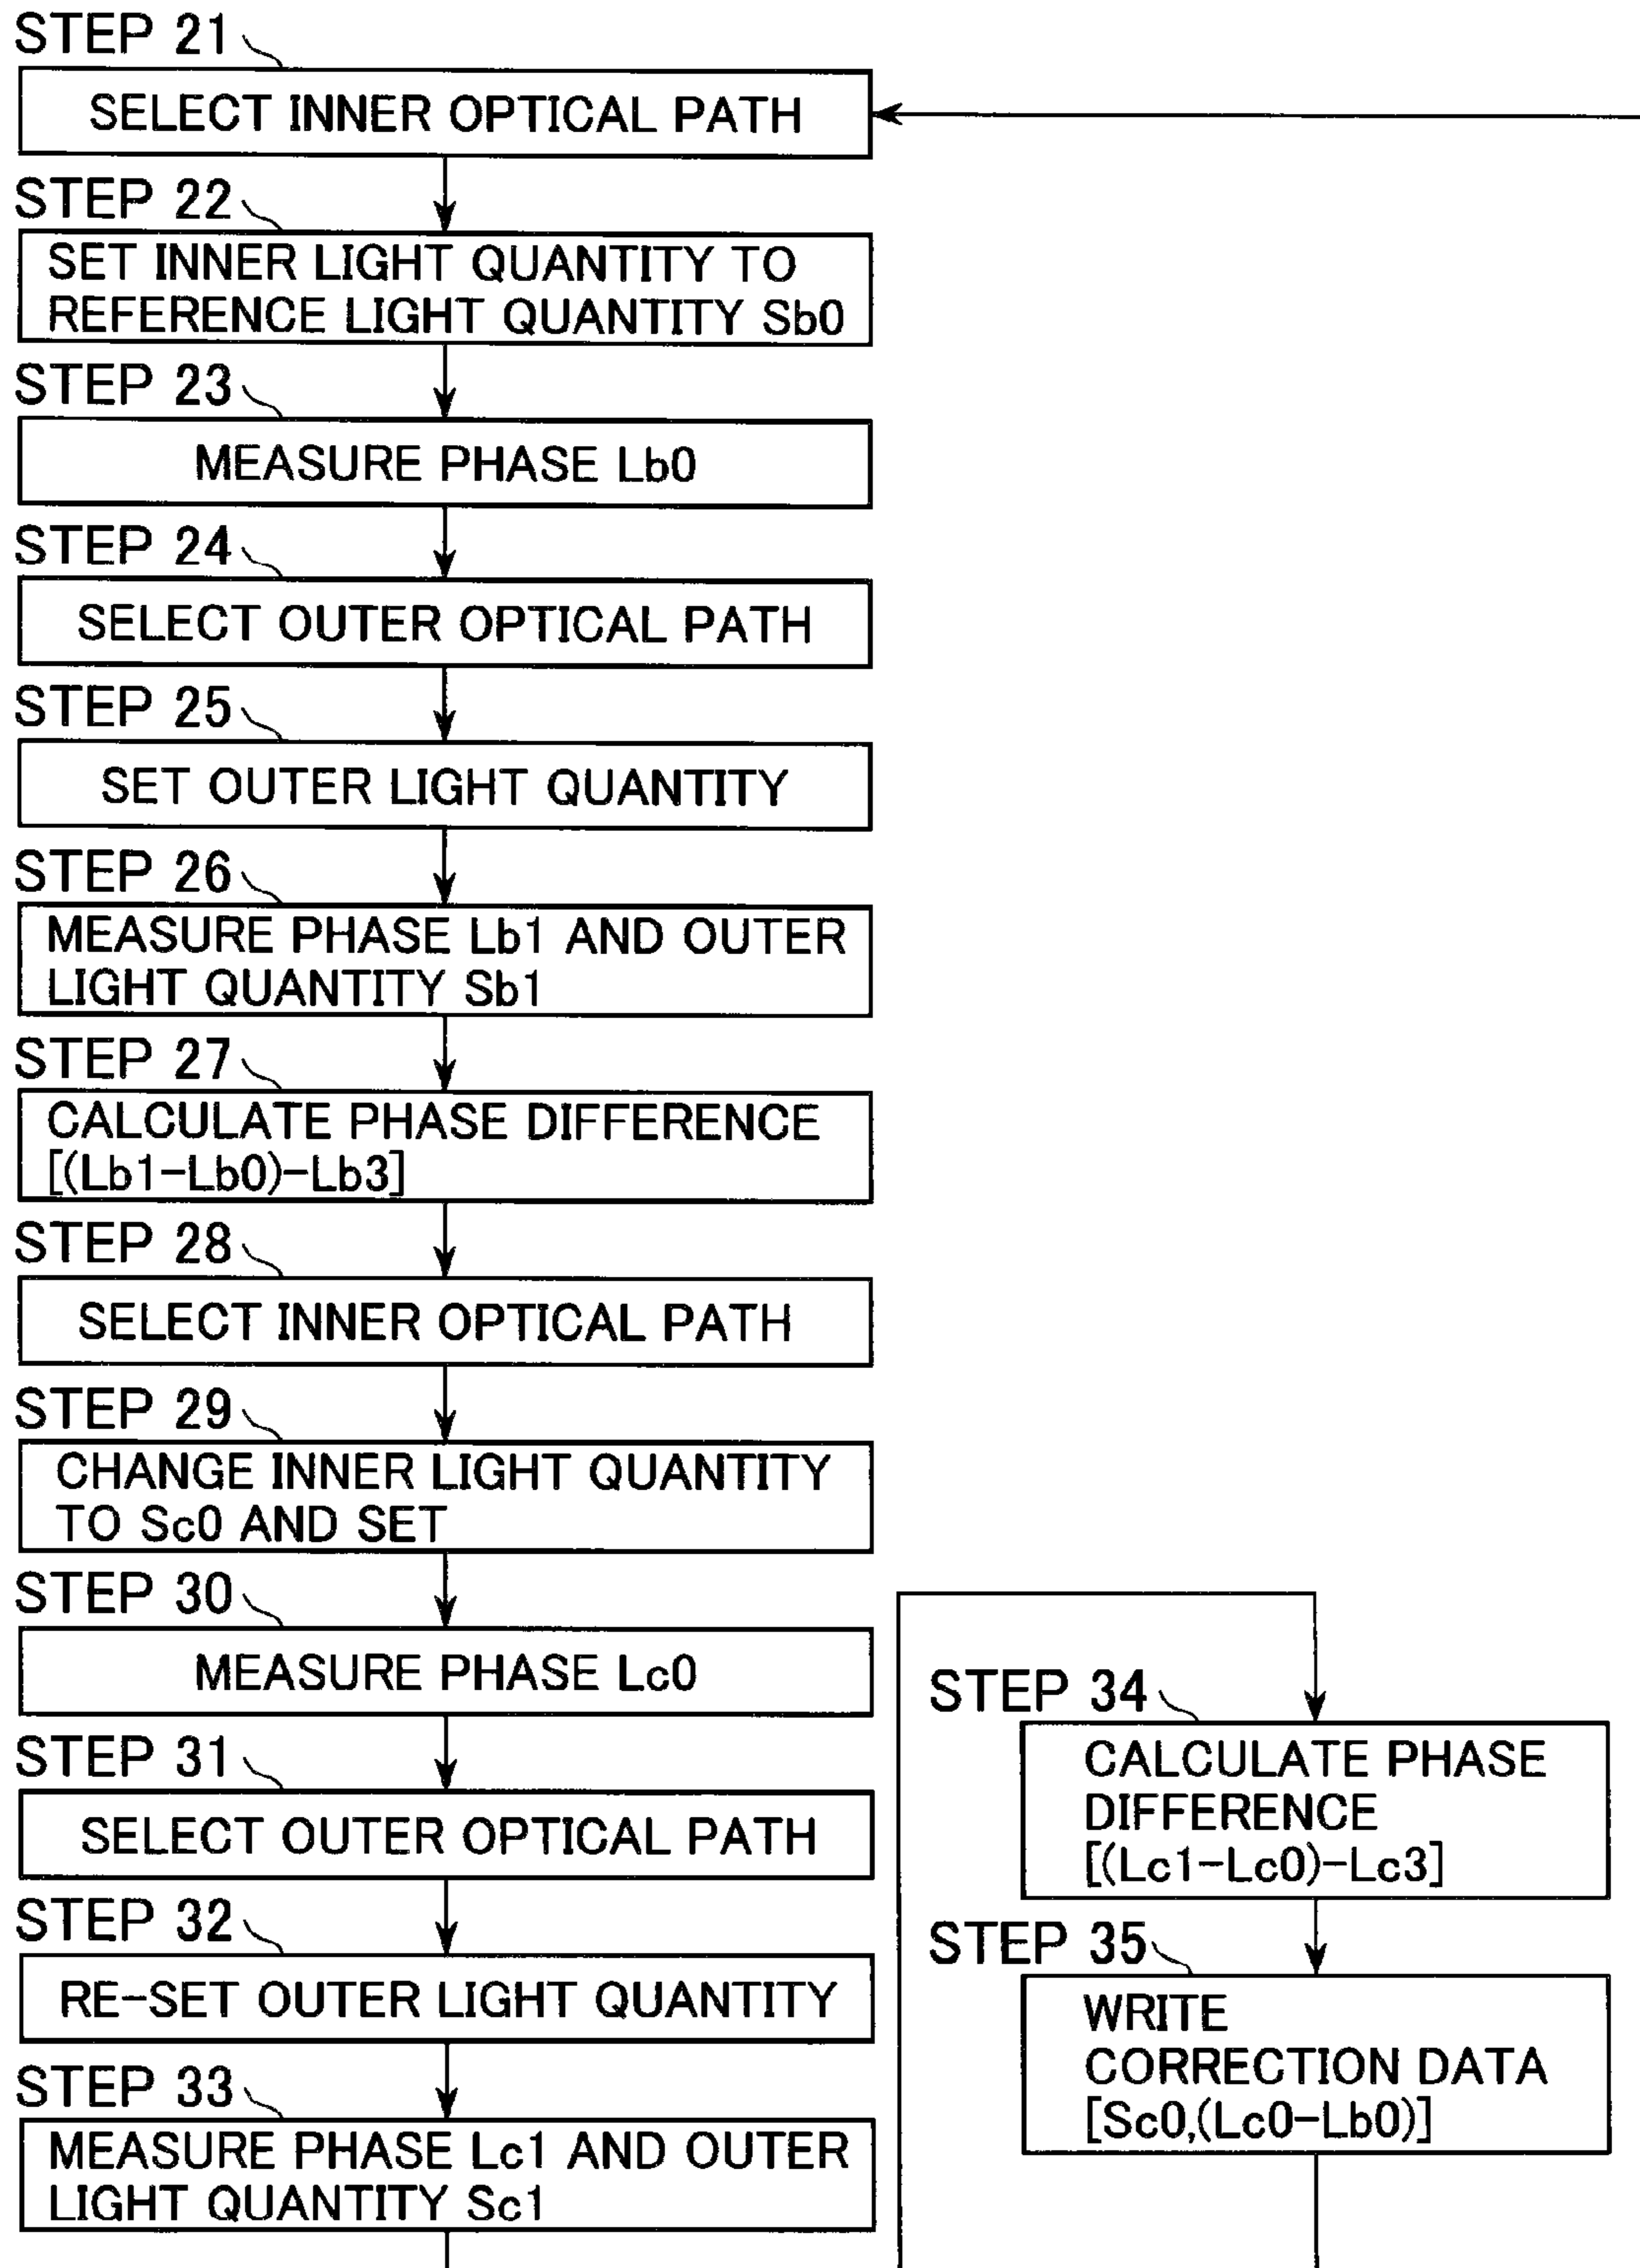 STEP 21
SELECT INNER OPTICAL PATH
STEP 22
SET INNER LIGHT QUANTITY TO
REFERENCE LIGHT QUANTITY Sb0
STEP 23
MEASURE PHASE Lb0
STEP 24
SELECT OUTER OPTICAL PATH
STEP 25
SET OUTER LIGHT QUANTITY
STEP 26
MEASURE PHASE Lb1 AND OUTER
LIGHT QUANTITY Sb1
STEP 27
CALCULATE PHASE DIFFERENCE
[(Lb1-Lb0)-Lb3]
STEP 28
SELECT INNER OPTICAL PATH
STEP 29
CHANGE INNER LIGHT QUANTITY
TO Sc0 AND SET
STEP 30
MEASURE PHASE Lc0
STEP 31
SELECT OUTER OPTICAL PATH
STEP 32
RE-SET OUTER LIGHT QUANTITY
STEP 33
MEASURE PHASE Lc1 AND OUTER
LIGHT QUANTITY Sc1
STEP 34
CALCULATE PHASE
DIFFERENCE
[(Lc1-Lc0)-Lc3]
STEP 35
WRITE
CORRECTION DATA
[Sc0,(Lc0-Lb0)]